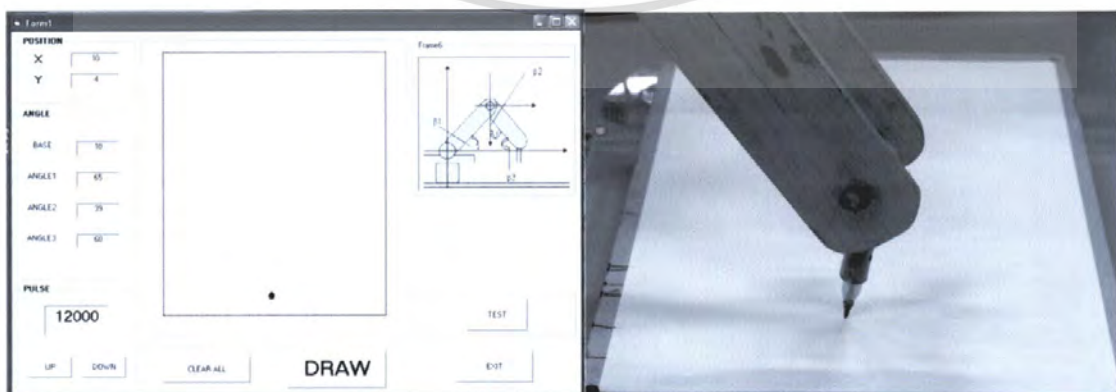 Form1
POSITION
X 10
Y 4
ANGLE
BASE 10
ANGLE1 65
ANGLE2 39
ANGLE3 60
PULSE
12000
UP DOWN
CLEAR ALL
DRAW
Frame6
p2
p1
p3
TEST
EXIT